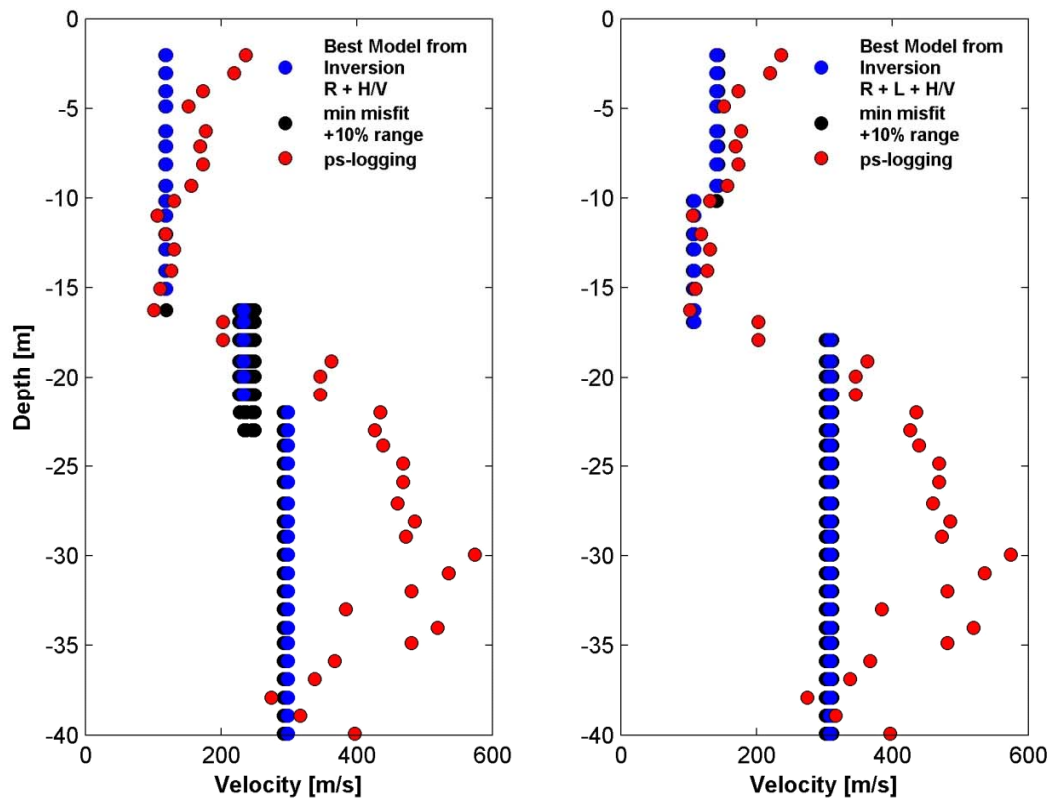 0
-5
-10
-15
-20
-25
-30
-35
-40
Depth [m]
Best Model from
Inversion
R + H/V
min misfit
+10% range
ps-logging
0
200
400
600
Velocity [m/s]
0
-5
-10
-15
-20
-25
-30
-35
-40
Best Model from
Inversion
R + L + H/V
min misfit
+10% range
ps-logging
0
200
400
600
Velocity [m/s]